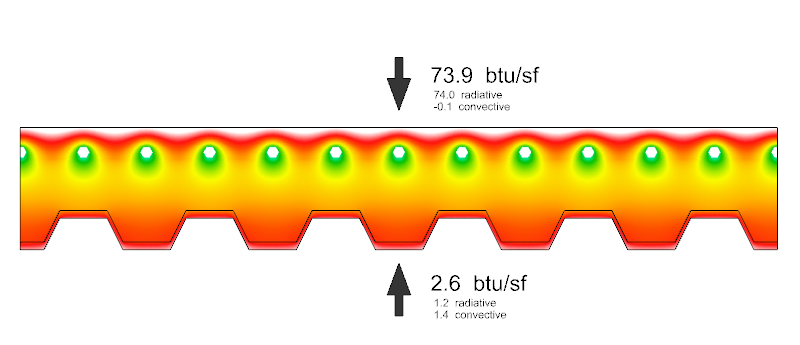 73.9 btu/sf
74.0 radiative
-0.1 convective
2.6 btu/sf
1.2 radiative
1.4 convective